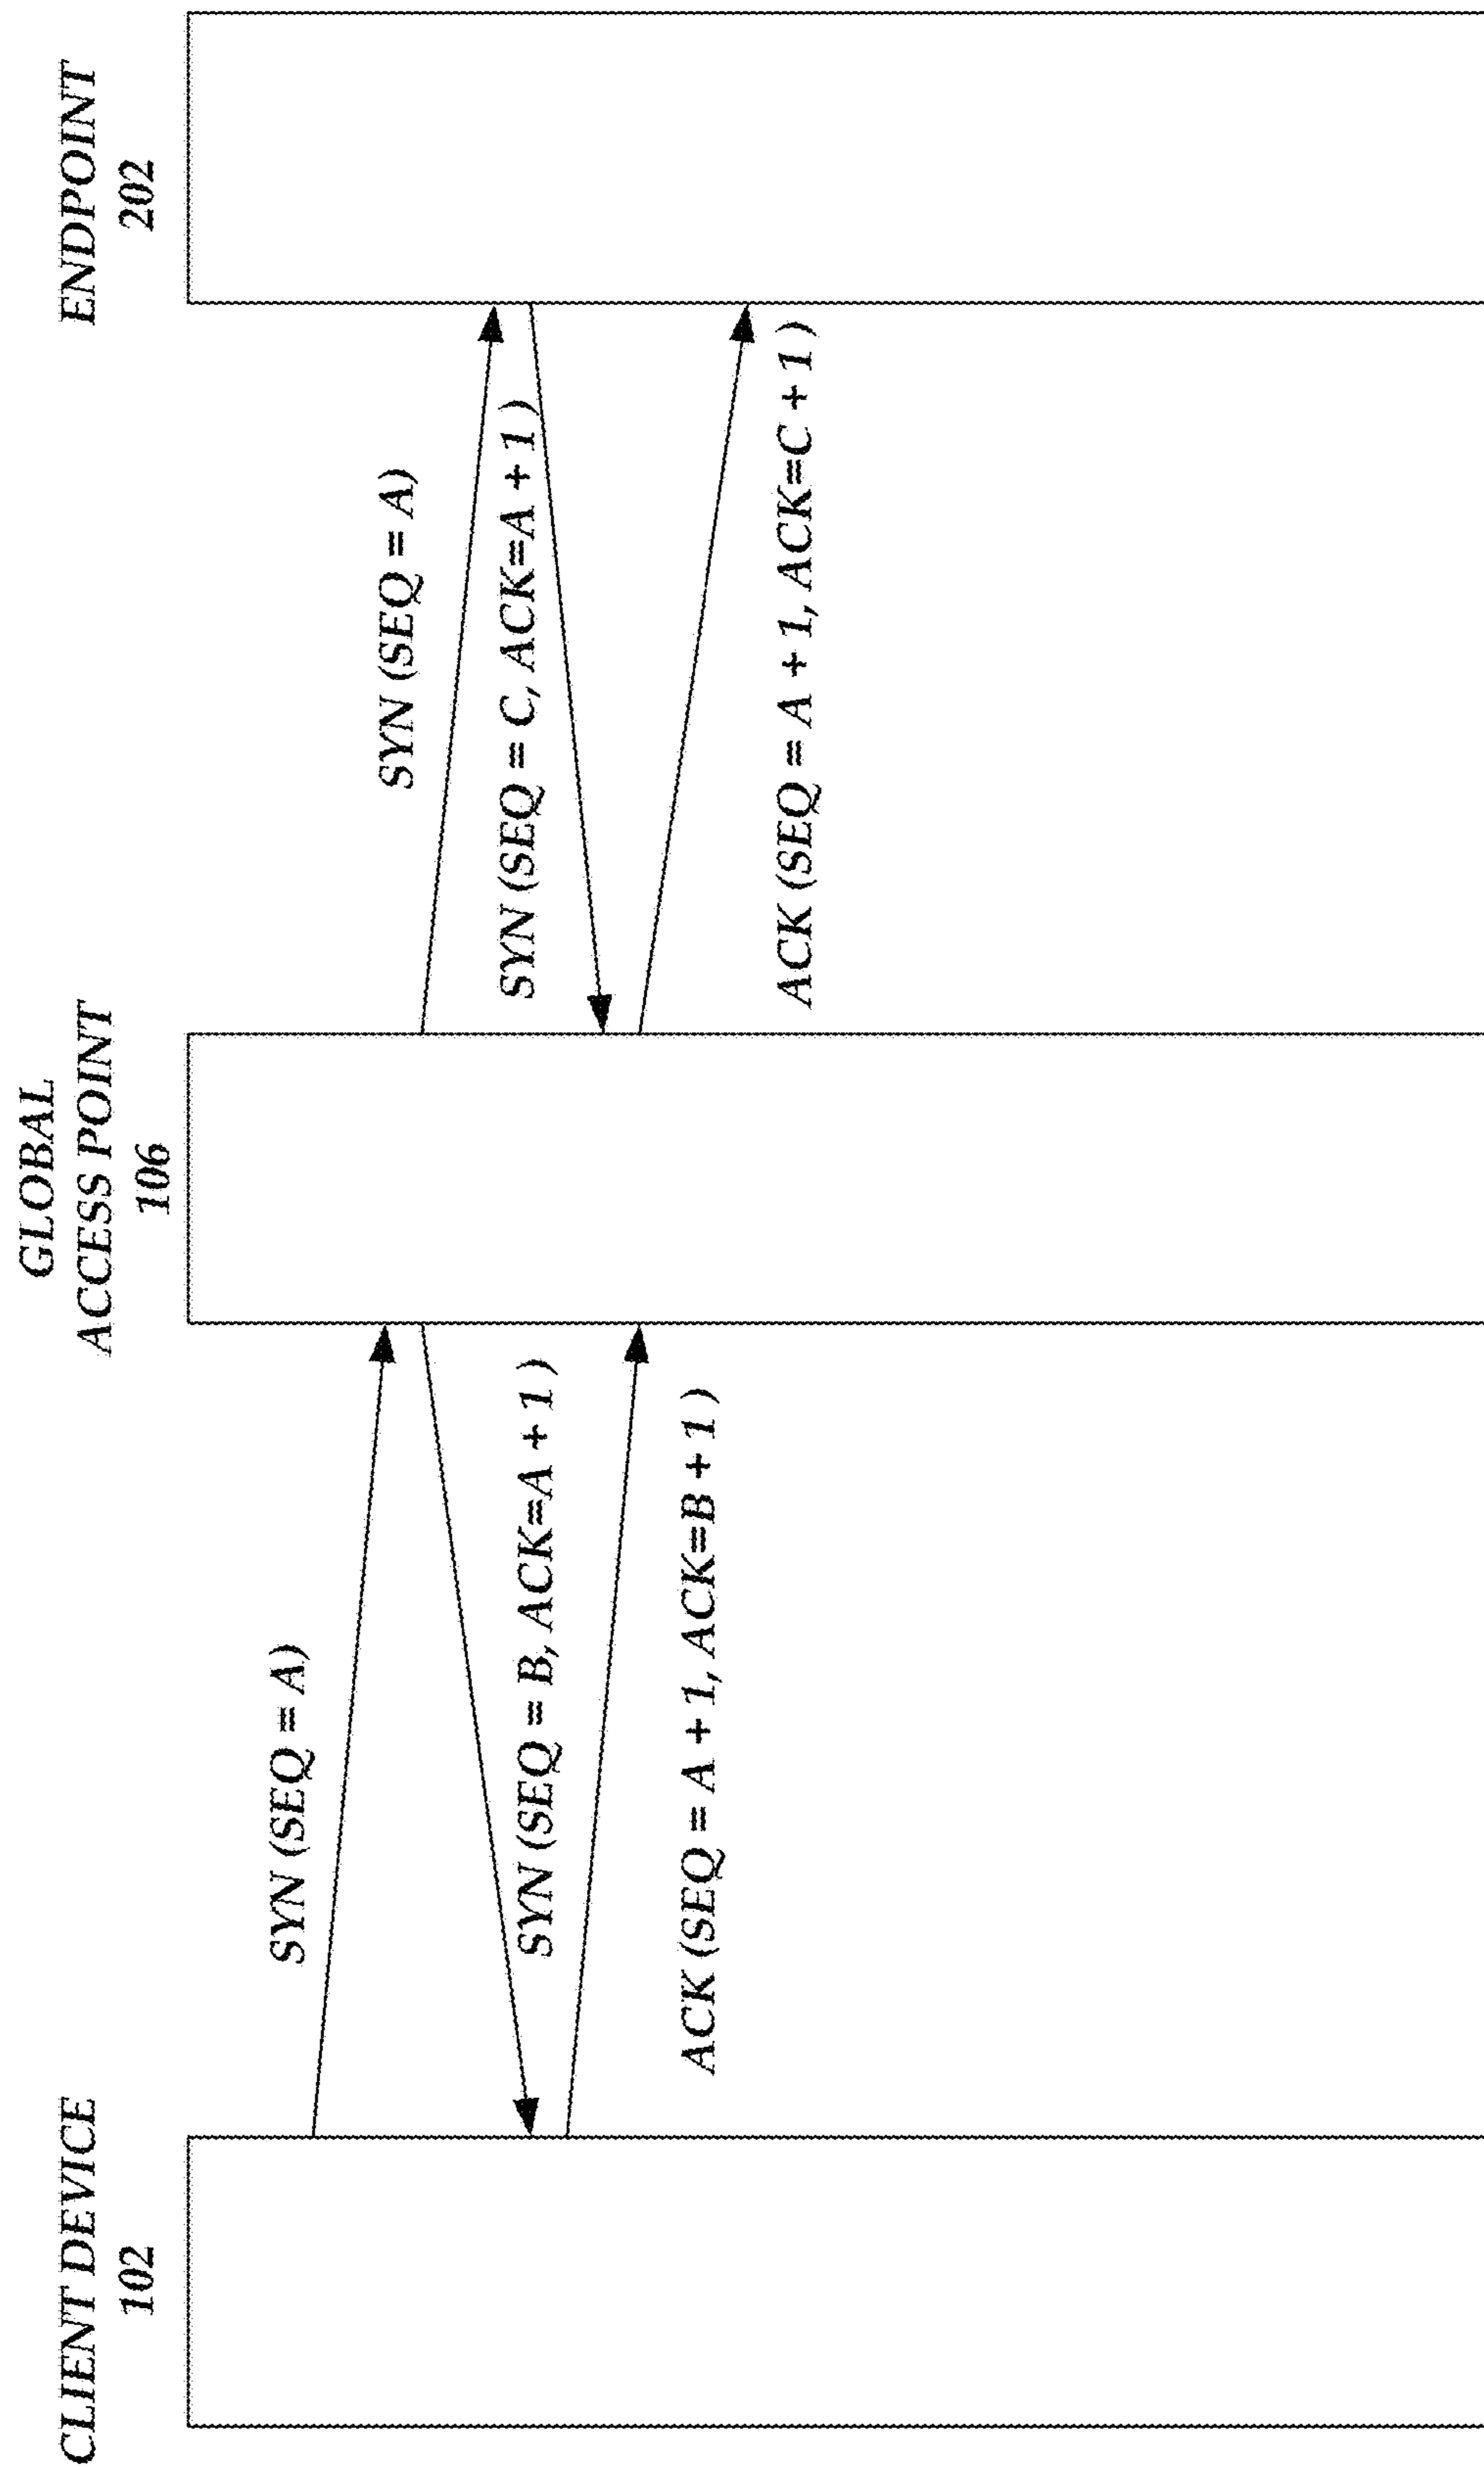 CLIENT DEVICE
102
GLOBAL
ACCESS POINT
106
ENDPOINT
202
SYN (SEQ = A)
SYN (SEQ = A)
SYN (SEQ = B, ACK=A + 1 )
SYN (SEQ = C, ACK=A + 1 )
ACK (SEQ = A + 1, ACK=B + 1 )
ACK (SEQ = A + 1, ACK=C + 1 )